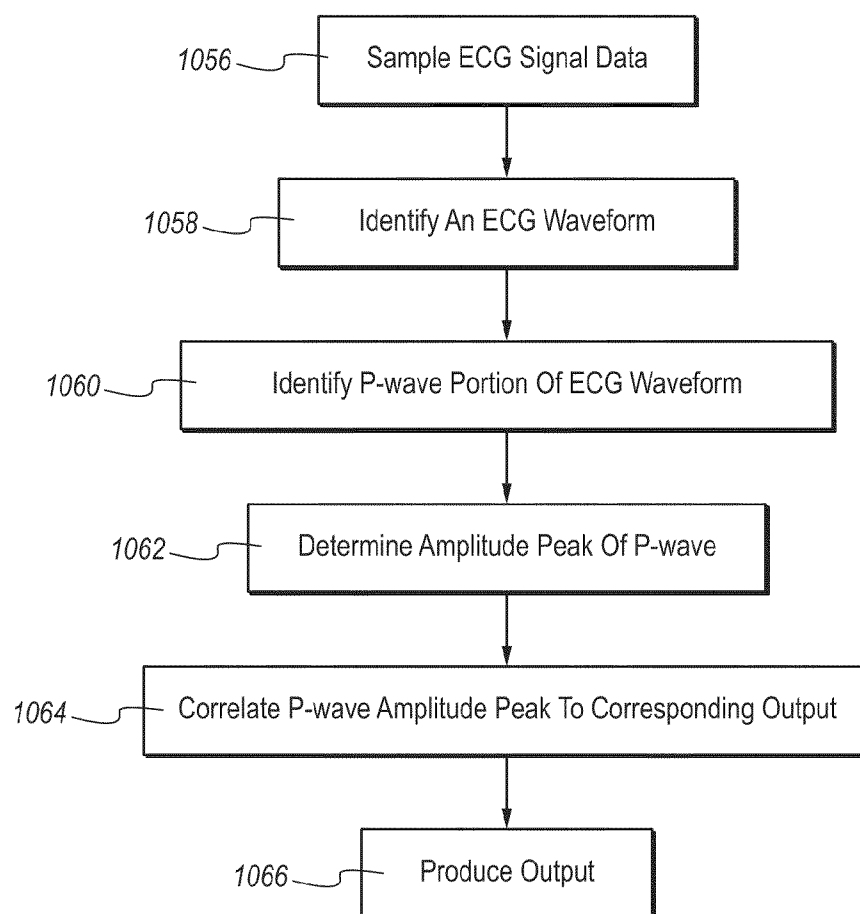 1056 Sample ECG Signal Data
1058 Identify An ECG Waveform
1060 Identify P-wave Portion Of ECG Waveform
1062 Determine Amplitude Peak Of P-wave
1064 Correlate P-wave Amplitude Peak To Corresponding Output
1066 Produce Output